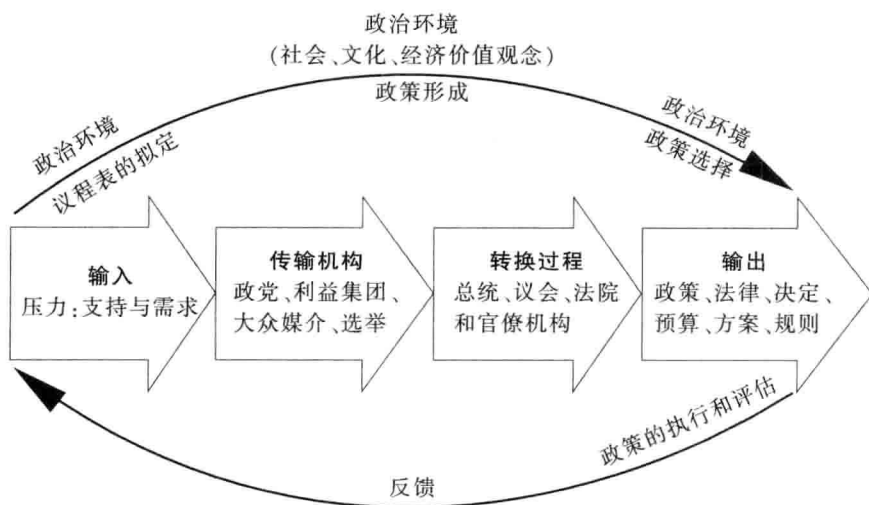 政治环境
(社会、文化、经济价值观念)
政策形成
政治环境
议程表的拟定
政治环境
政策选择
输入
压力:支持与需求
传输机构
政党、利益集团、
大众媒介、选举
转换过程
总统、议会、法院
和官僚机构
输出
政策、法律、决定、
预算、方案、规则
政策的执行和评估
反馈